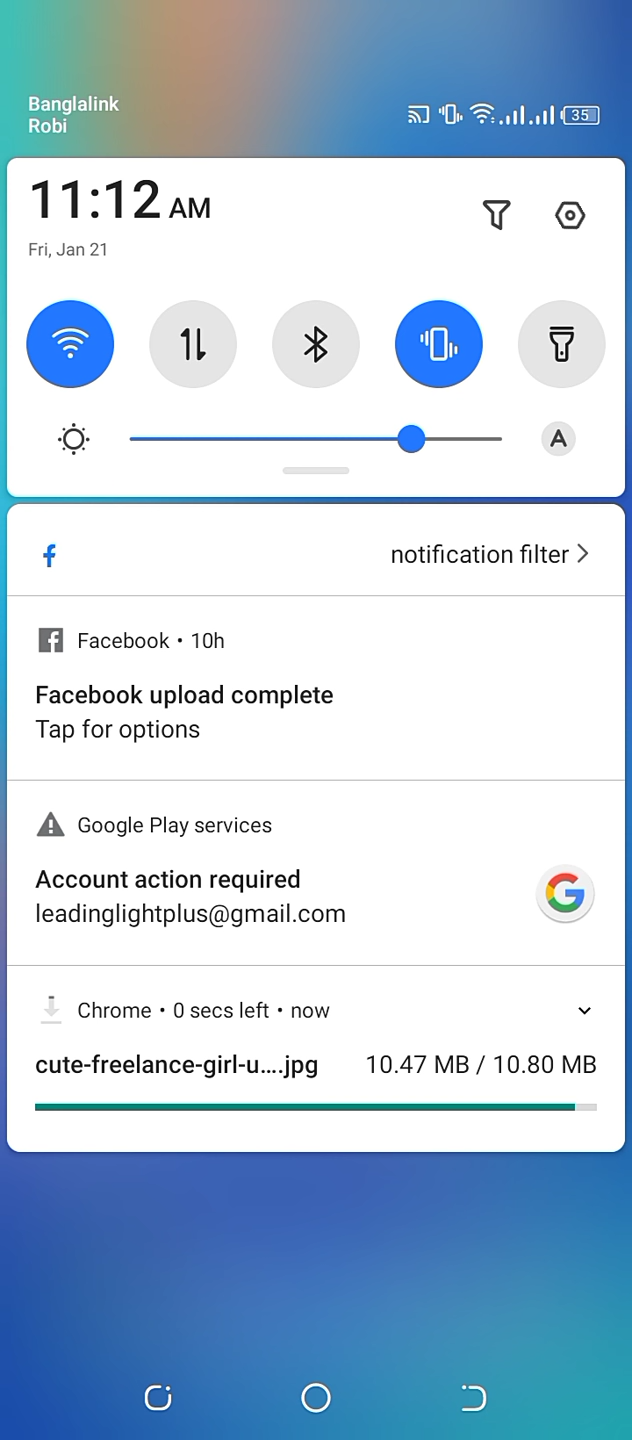 Banglalink
Robi
35
11:12 AM
Fri, Jan 21
A
notification filter
Facebook • 10h
Facebook upload complete
Tap for options
Google Play services
Account action required
leadinglightplus@gmail.com
Chrome • 0 secs left • now
cute-freelance-girl-u....jpg 10.47 MB / 10.80 MB